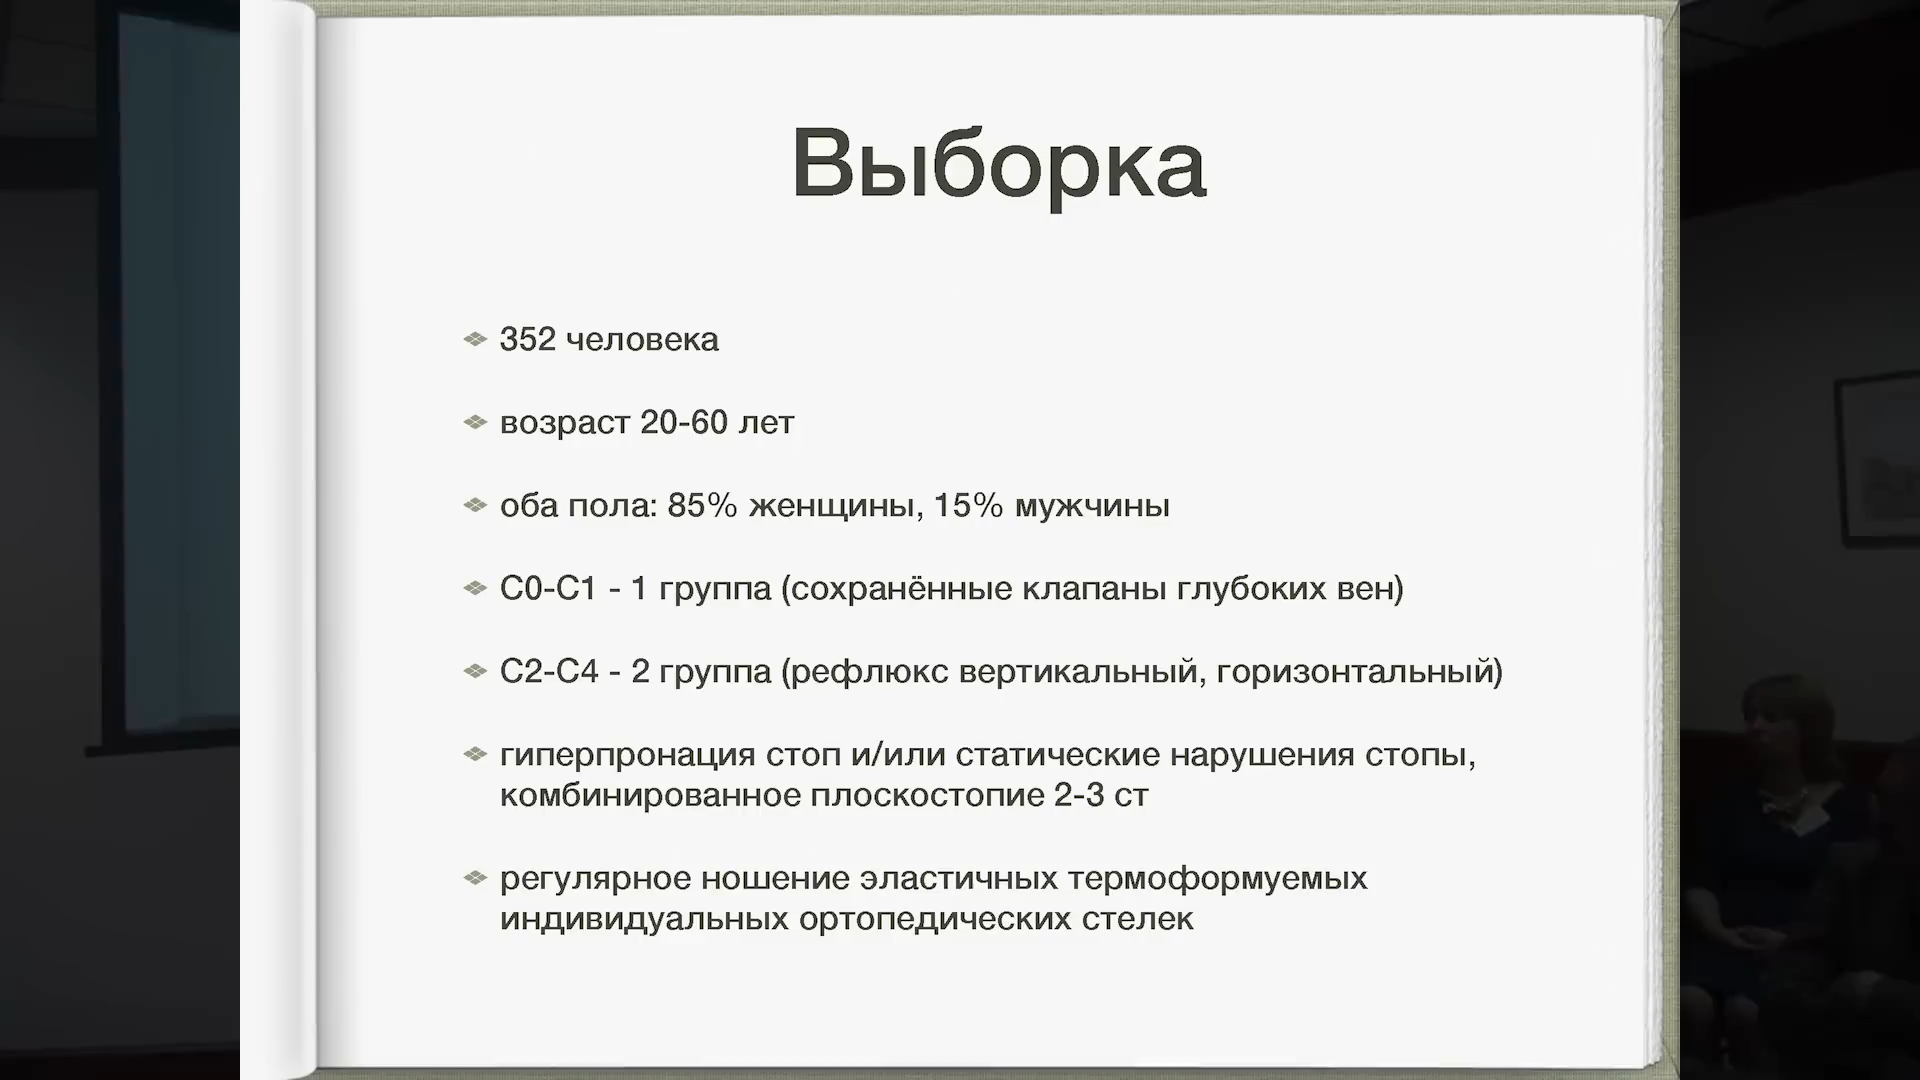 Выборка
352 человека
возраст 20-60 лет
оба пола: 85% женщины, 15% мужчины
С0-С1 - 1 группа (сохранённые клапаны глубоких вен)
С2-С4 - 2 группа (рефлюкс вертикальный, горизонтальный)
гиперпронация стоп и/или статические нарушения стопы,
комбинированное плоскостопие 2-3 ст
регулярное ношение эластичных термоформуемых
индивидуальных ортопедических стелек